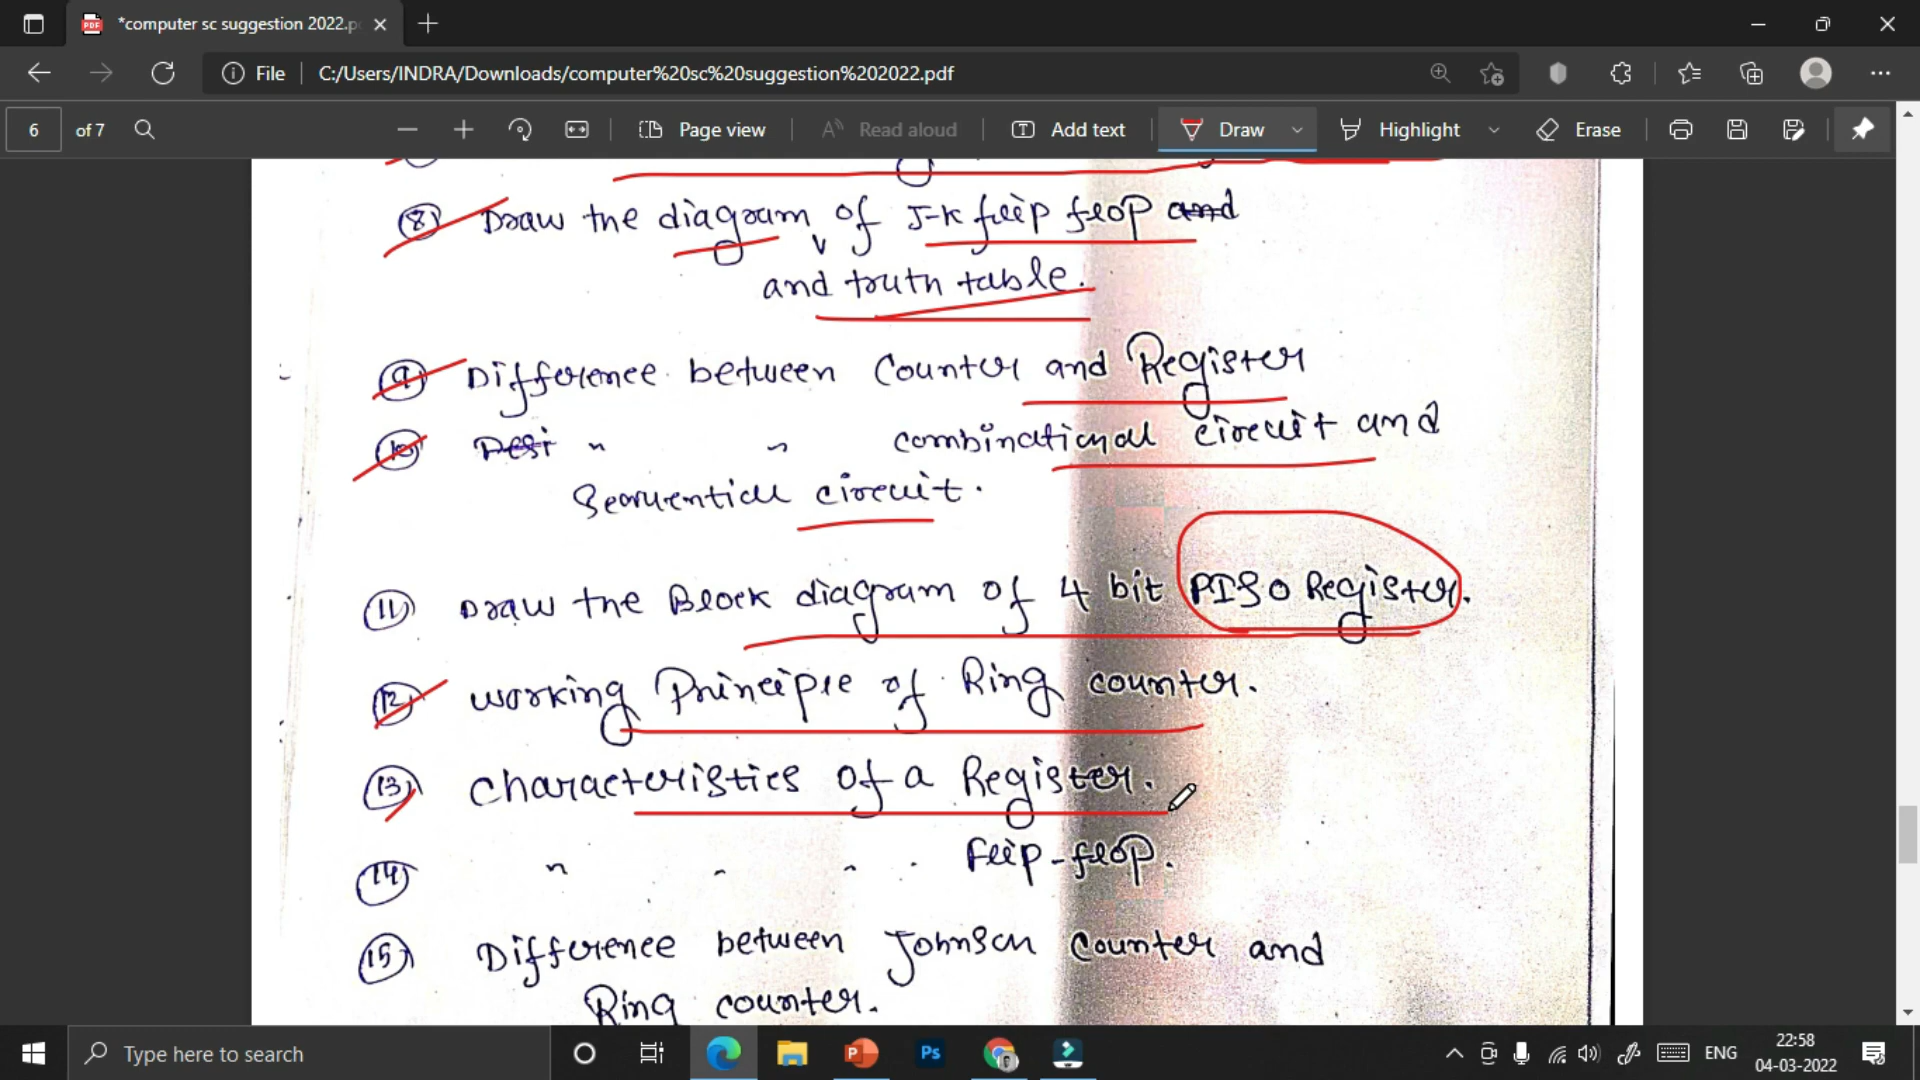 *computer sc suggestion 2022.p
File C:/Users/INDRA/Downloads/computer%20sc%20suggestion%202022.pdf
6 of 7 Page view Read aloud Add text Draw Highlight Erase
(8) Draw the diagram of J-K flip flop and
and truth table.
(9) Difference between Counter and Register
(10) Desi " " combinational circuit and
Sequential circuit.
(11) Draw the Block diagram of 4 bit PISO Register.
(12) working Principle of Ring counter.
(13) characteristics of a Register.
(14) " " " " flip-flop.
(15) Difference between Johnson Counter and
Ring counter.
Type here to search
P Ps
ENG 22:58
04-03-2022